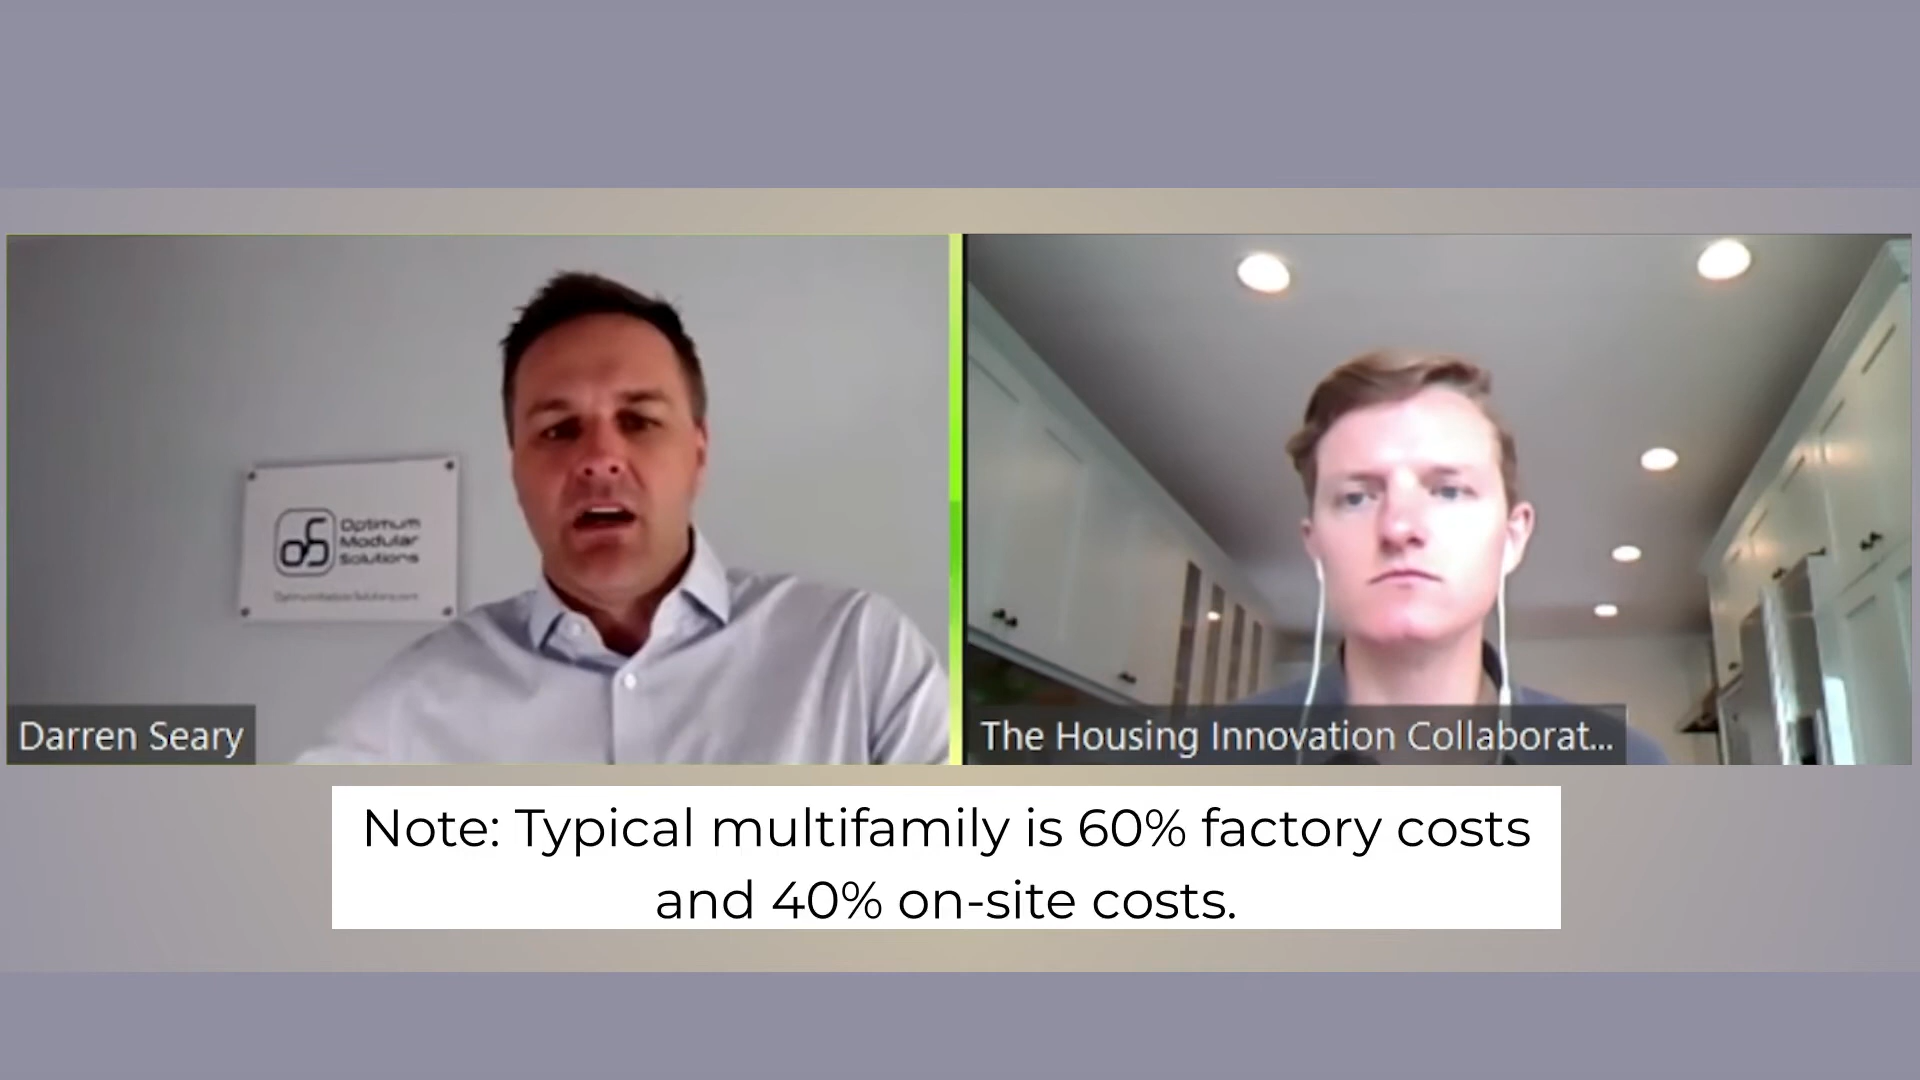 Optimum
Modular
Solutions
Darren Seary
The Housing Innovation Collaborat...
Note: Typical multifamily is 60% factory costs
and 40% on-site costs.